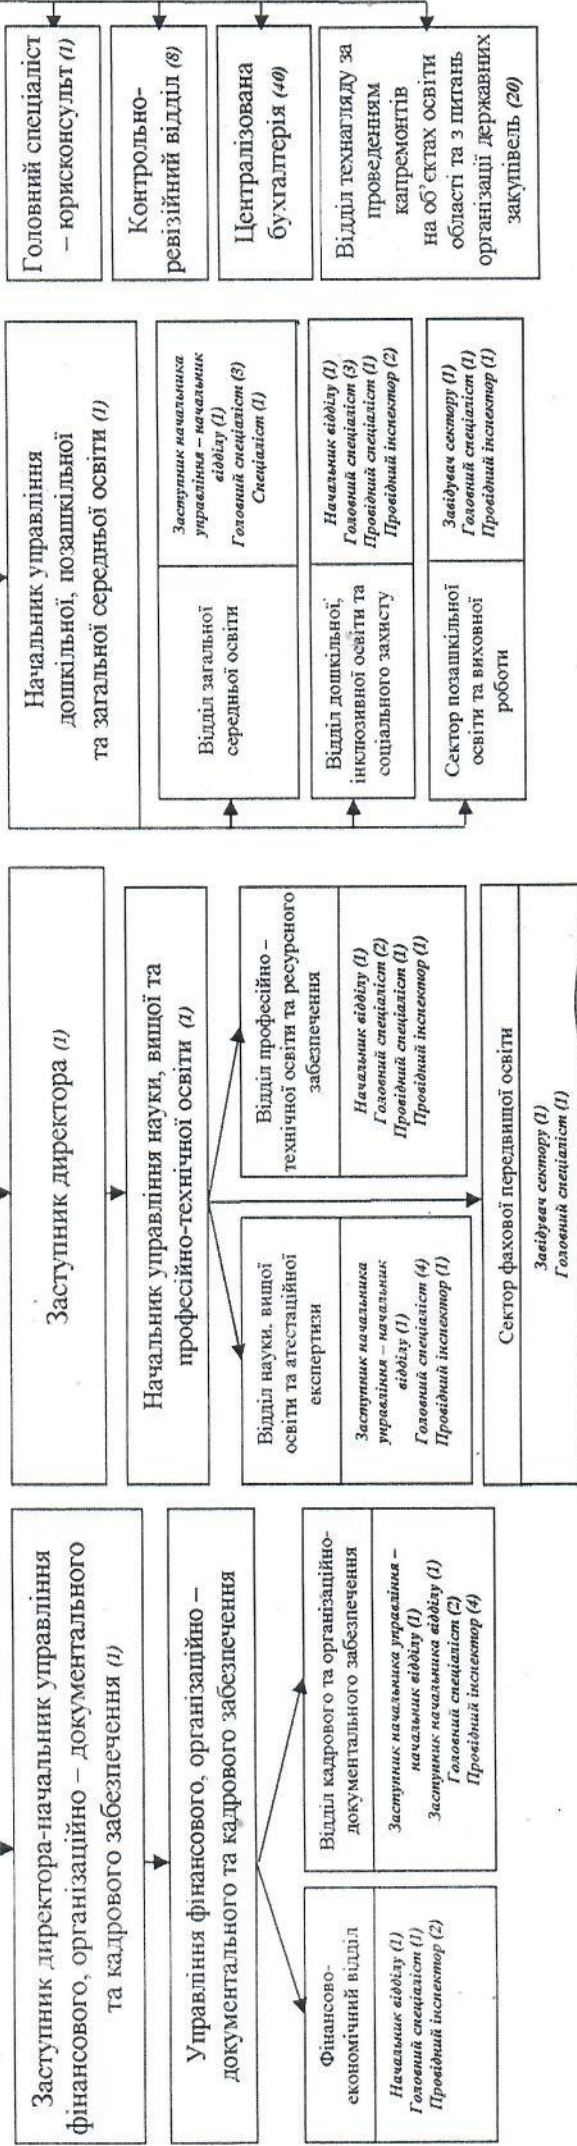 Заступник директора-начальник управління
фінансового, організаційно – документального
та кадрового забезпечення (1)
Управління фінансового, організаційно –
документального та кадрового забезпечення
Фінансово-
економічний відділ
Начальник відділу (1)
Головний спеціаліст (1)
Провідний інспектор (2)
Відділ кадрового та організаційно-
документального забезпечення
Заступник начальника управління –
начальник відділу (1)
Заступник начальника відділу (1)
Головний спеціаліст (2)
Провідний інспектор (4)
Заступник директора (1)
Начальник управління науки, вищої та
професійно-технічної освіти (1)
Відділ науки. вищої
освіти та атестаційної
експертизи
Заступник начальника
управління – начальник
відділу (1)
Головний спеціаліст (4)
Провідний інспектор (1)
Відділ професійно –
технічної освіти та ресурсного
забезпечення
Начальник відділу (1)
Головний спеціаліст (2)
Провідний спеціаліст (1)
Провідний інспектор (1)
Сектор фахової передвищої освіти
Завідувач сектору (1)
Головний спеціаліст (1)
Начальник управління
дошкільної, позашкільної
та загальної середньої освіти (1)
Відділ загальної
середньої освіти
Заступник начальника
управління – начальник
відділу (1)
Головний спеціаліст (3)
Спеціаліст (1)
Відділ дошкільної,
інклюзивної освіти та
соціального захисту
Начальник відділу (1)
Головний спеціаліст (3)
Провідний спеціаліст (1)
Провідний інспектор (2)
Сектор позашкільної
освіти та виховної
роботи
Завідувач сектору (1)
Головний спеціаліст (1)
Провідний інспектор (1)
Головний спеціаліст
– юрисконсульт (1)
Контрольно-
ревізійний відділ (8)
Централізована
бухгалтерія (40)
Відділ технагляду за
проведенням
капремонтів
на об'єктах освіти
області та з питань
організації державних
закупівель (20)